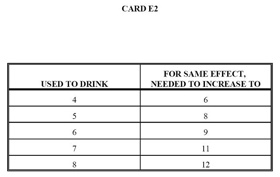 CARD E2
USED TO DRINK
FOR SAME EFFECT,
NEEDED TO INCREASE TO
4 6
5 8
6 9
7 11
8 12